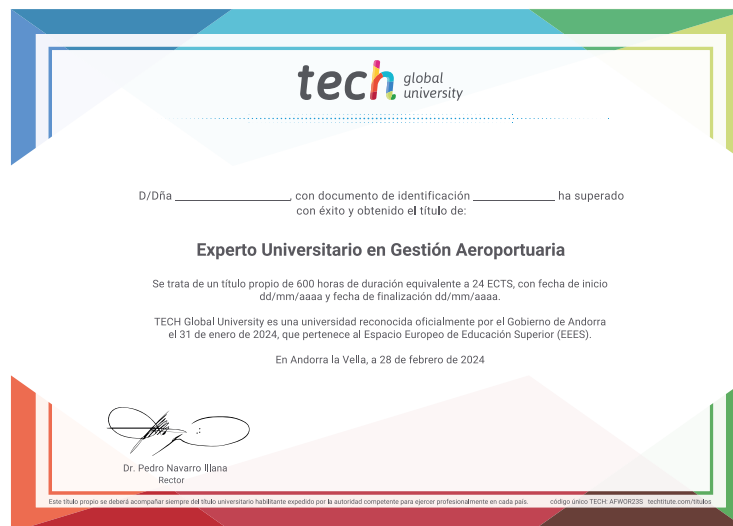 tech global
university
D/Dña ______________, con documento de identificación ______________ ha superado
con éxito y obtenido el título de:
Experto Universitario en Gestión Aeroportuaria
Se trata de un título propio de 600 horas de duración equivalente a 24 ECTS, con fecha de inicio
dd/mm/aaaa y fecha de finalización dd/mm/aaaa.
TECH Global University es una universidad reconocida oficialmente por el Gobierno de Andorra
el 31 de enero de 2024, que pertenece al Espacio Europeo de Educación Superior (EEES).
En Andorra la Vella, a 28 de febrero de 2024
Dr. Pedro Navarro Illana
Rector
Este título propio se deberá acompañar siempre del título universitario habilitante expedido por la autoridad competente para ejercer profesionalmente en cada país. código único TECH: AFWOR23S techtitute.com/titulos